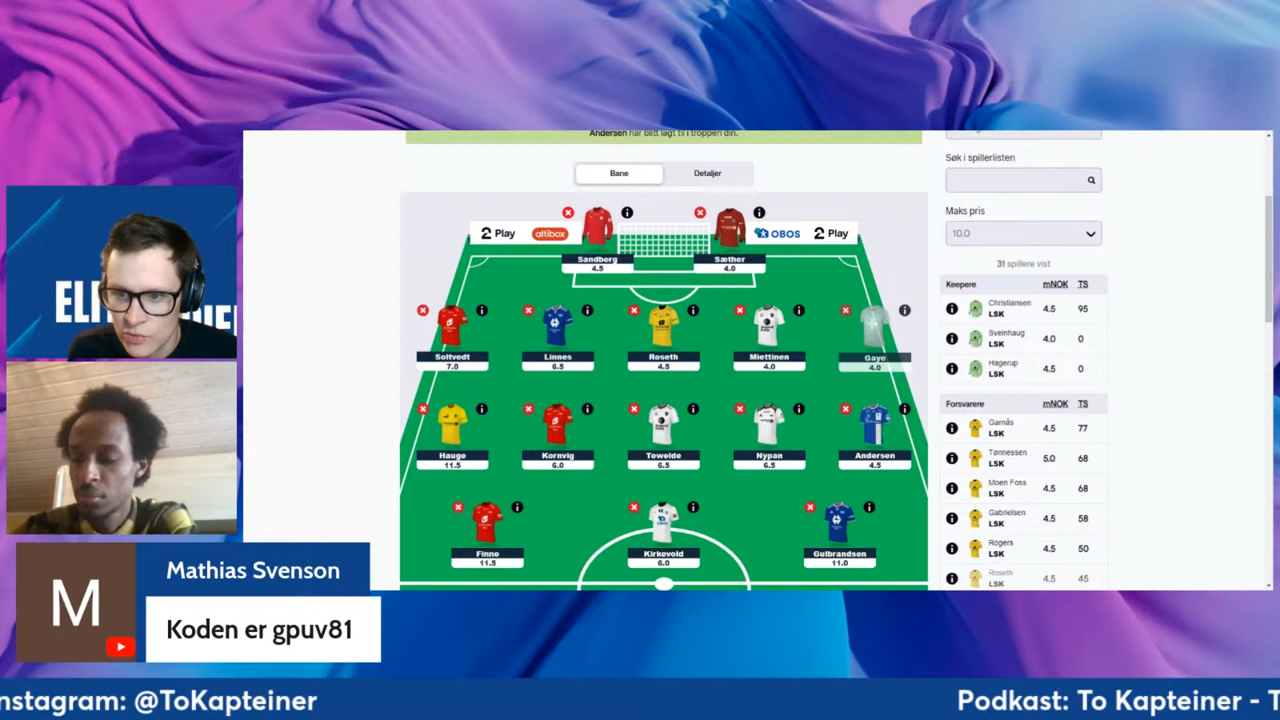 Andersen har blitt lagt til i troppen din.
Bane
Detaljer
Søk i spillerlisten
Maks pris
10.0
31 spillere vist
2 Play
altibox
OBOS
2 Play
Sandberg
4.5
Sæther
4.0
Soltvedt
7.0
Linnes
6.5
Roseth
4.5
Miettinen
4.0
Gaye
4.0
Hauge
11.5
Kornvig
6.0
Tewelde
6.5
Nypan
6.5
Andersen
4.5
Finne
11.5
Kirkevold
6.0
Gulbrandsen
11.0
Keepere mNOK TS
Christiansen
LSK 4.5 95
Sveinhaug
LSK 4.0 0
Hagerup
LSK 4.5 0
Forsvarere mNOK TS
Garnås
LSK 4.5 77
Tønnessen
LSK 5.0 68
Moen Foss
LSK 4.5 68
Gabrielsen
LSK 4.5 58
Rogers
LSK 4.5 50
Roseth
LSK 4.5 45
M
Mathias Svenson
Koden er gpuv81
nstagram: @ToKapteiner
Podkast: To Kapteiner - T